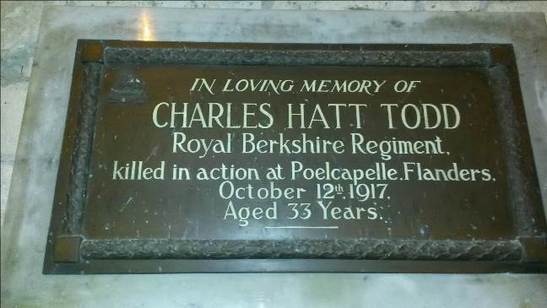 IN LOVING MEMORY OF
CHARLES HATT TODD
Royal Berkshire Regiment,
killed in action at Poelcapelle. Flanders,
October 12th. 1917.
Aged 33 Years.